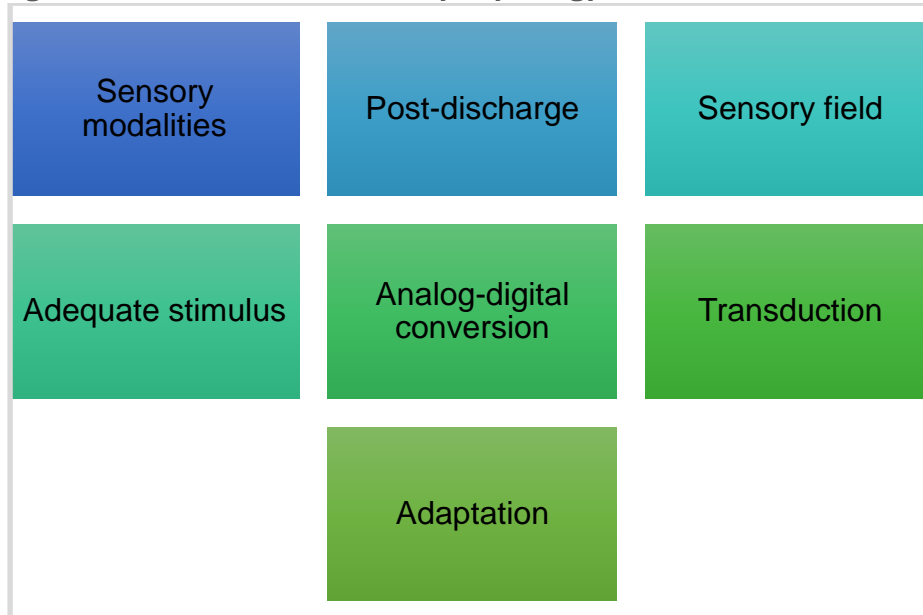 Sensory
modalities
Post-discharge
Sensory field
Adequate stimulus
Analog-digital
conversion
Transduction
Adaptation